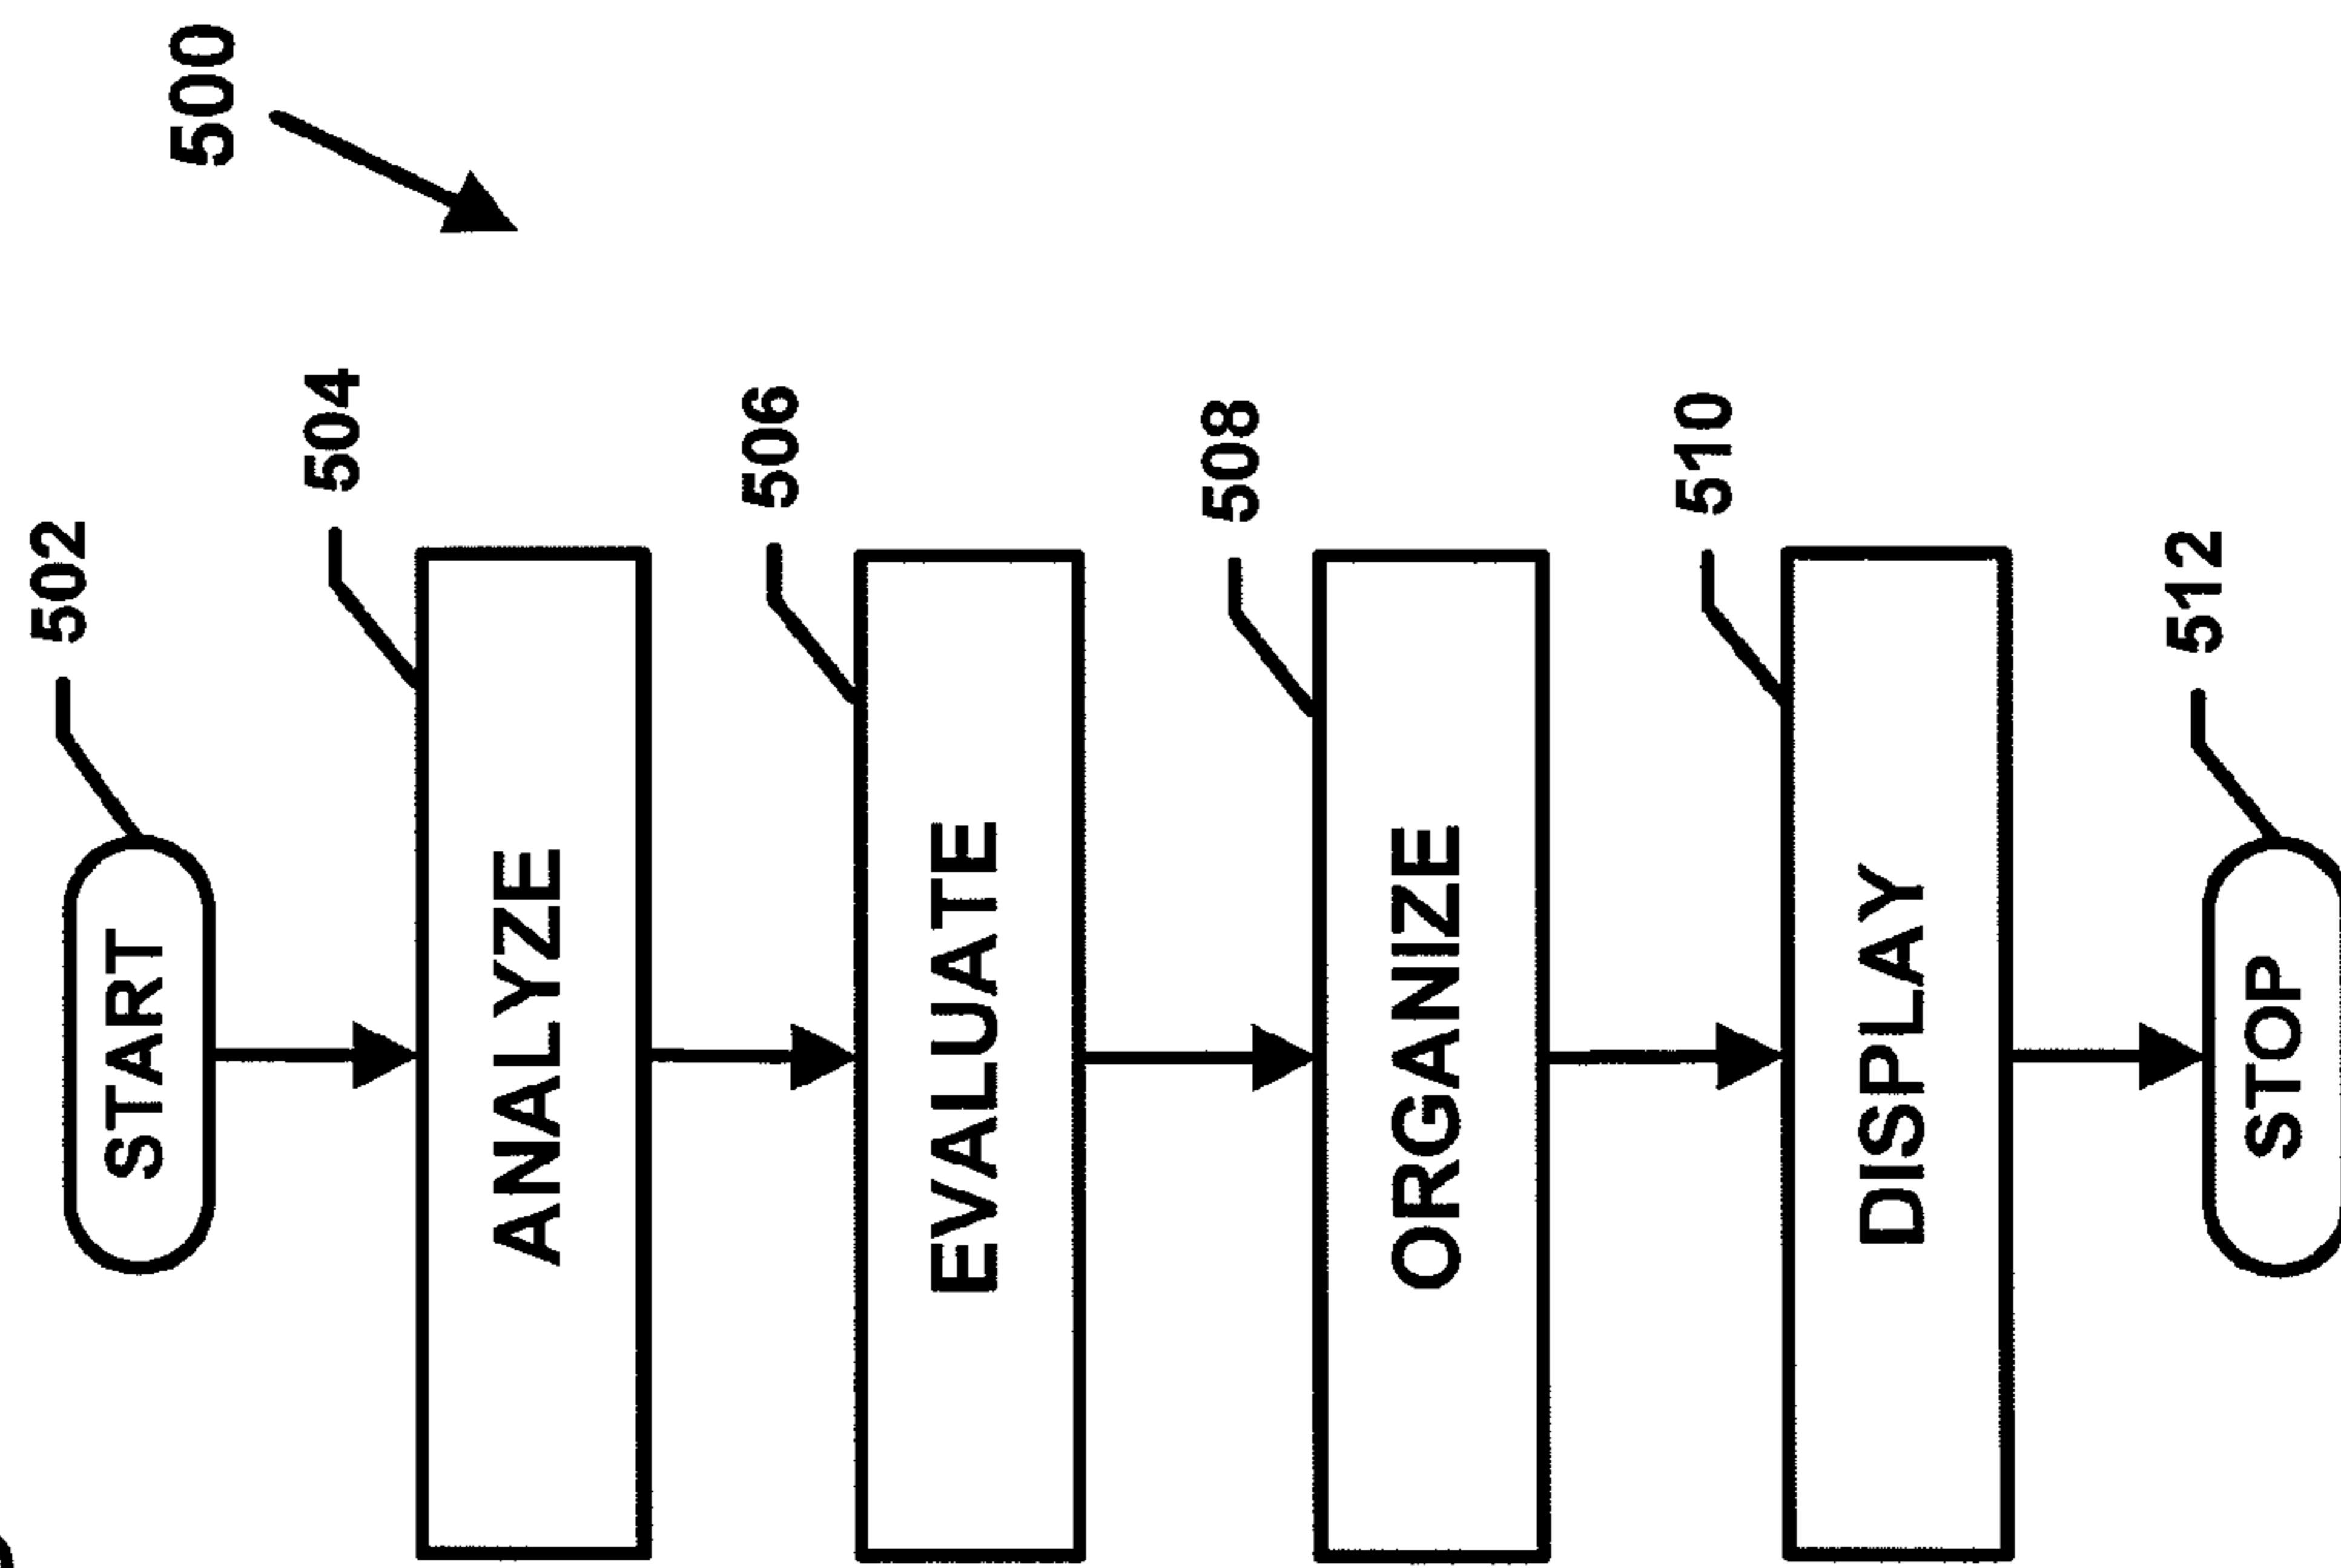 500
502
START
504
ANALYZE
506
EVALUATE
508
ORGANIZE
510
DISPLAY
512
STOP